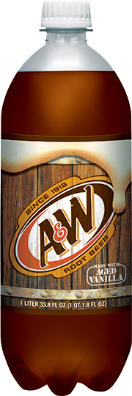 SINCE 1919
A&W
ROOT BEER
MADE WITH
AGED
VANILLA
1 LITER 33.8 FL OZ (1 QT 1.8 FL OZ)